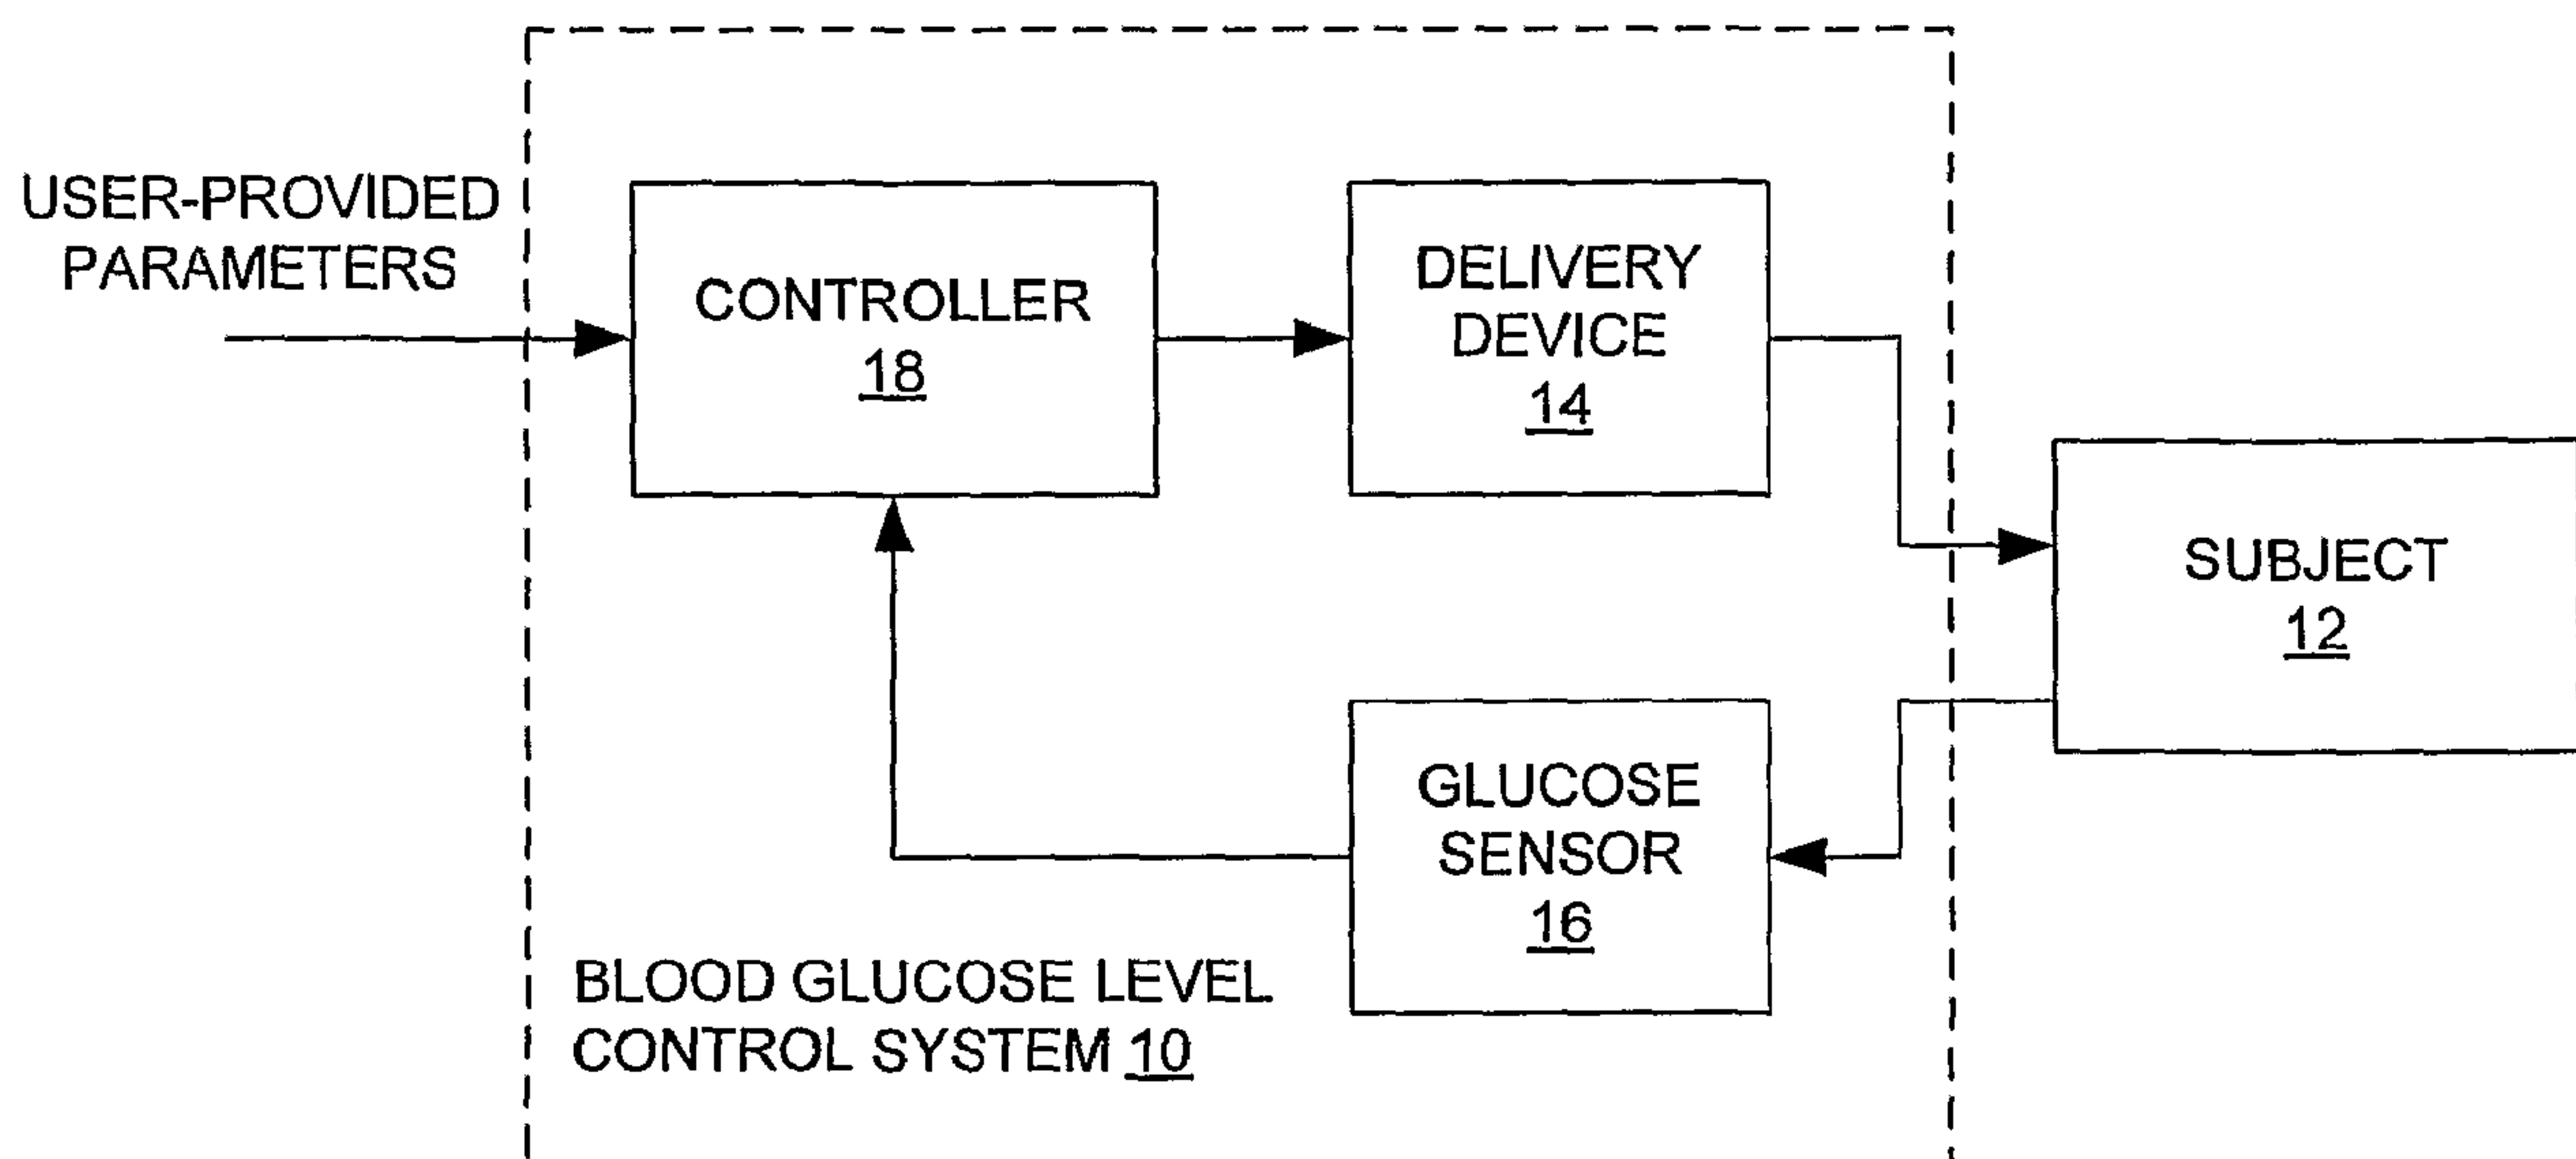 USER-PROVIDED
PARAMETERS
CONTROLLER
18
DELIVERY
DEVICE
14
SUBJECT
12
GLUCOSE
SENSOR
16
BLOOD GLUCOSE LEVEL
CONTROL SYSTEM 10